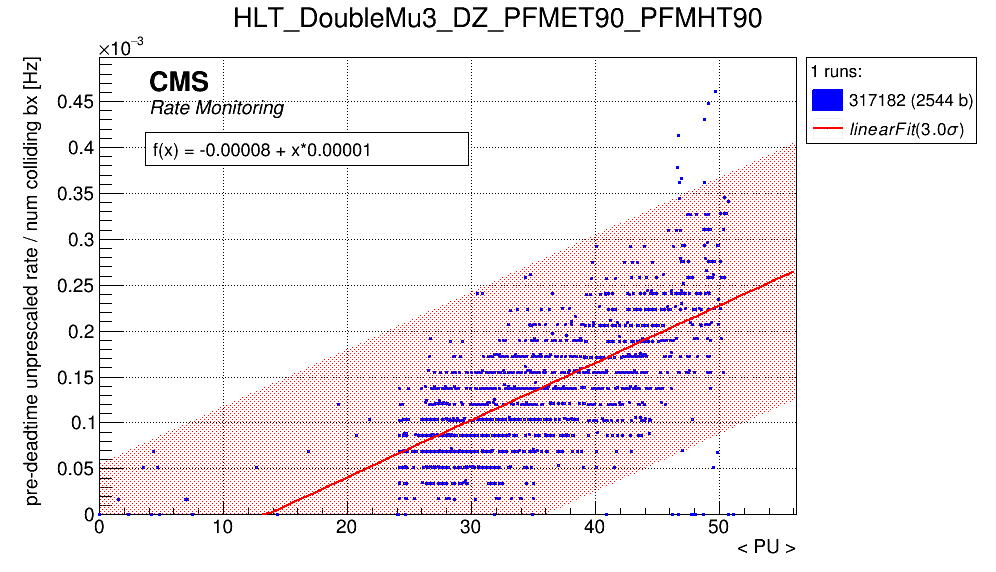 HLT_DoubleMu3_DZ_PFMET90_PFMHT90
×10⁻³
CMS
Rate Monitoring
f(x) = -0.00008 + x*0.00001
pre-deadtime unprescaled rate / num colliding bx [Hz]
0.45
0.4
0.35
0.3
0.25
0.2
0.15
0.1
0.05
0
0 10 20 30 40 50
< PU >
1 runs:
317182 (2544 b)
linearFit(3.0σ)